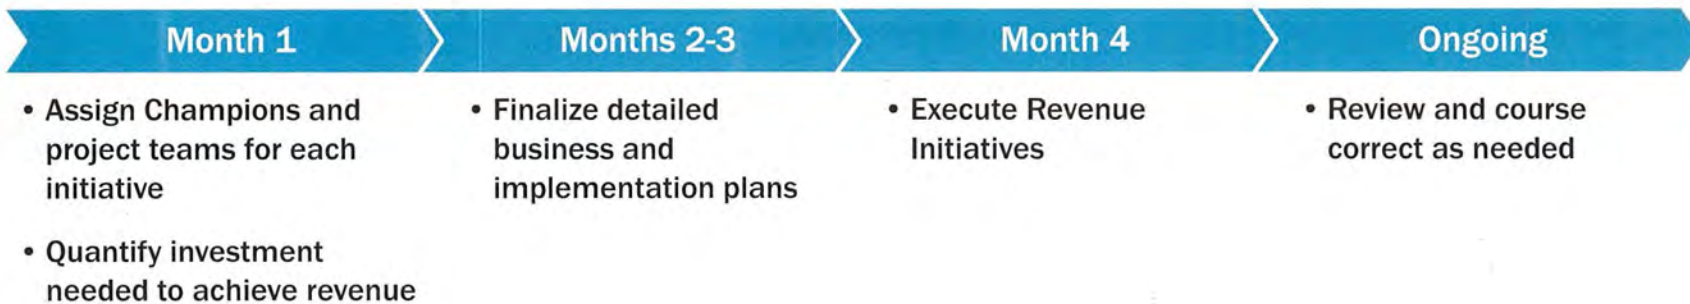 Month 1
Months 2-3
Month 4
Ongoing
• Assign Champions and
project teams for each
initiative
• Quantify investment
needed to achieve revenue
• Finalize detailed
business and
implementation plans
• Execute Revenue
Initiatives
• Review and course
correct as needed